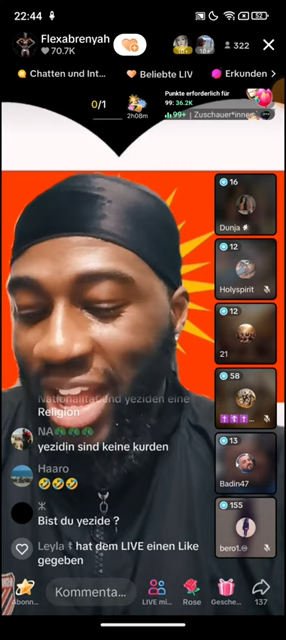 22:44
52
Flexabrenyah
70.7K
322
Chatten und Int...
Beliebte LIV
Erkunden >
0/1
2h08m
Punkte erforderlich für
99: 36.2K
99+ | Zuschauer*innen
16
Dunja
12
Holyspirit
12
21
58
13
Badin47
155
bero1.
Nationalität und yeziden eine
Religion
NA
yezidin sind keine kurden
Haaro
🤣🤣🤣
ⵣ
Bist du yezide ?
Leyla hat dem LIVE einen Like
gegeben
Abonn...
Kommenta...
LIVE mi...
Rose
Gesche...
137